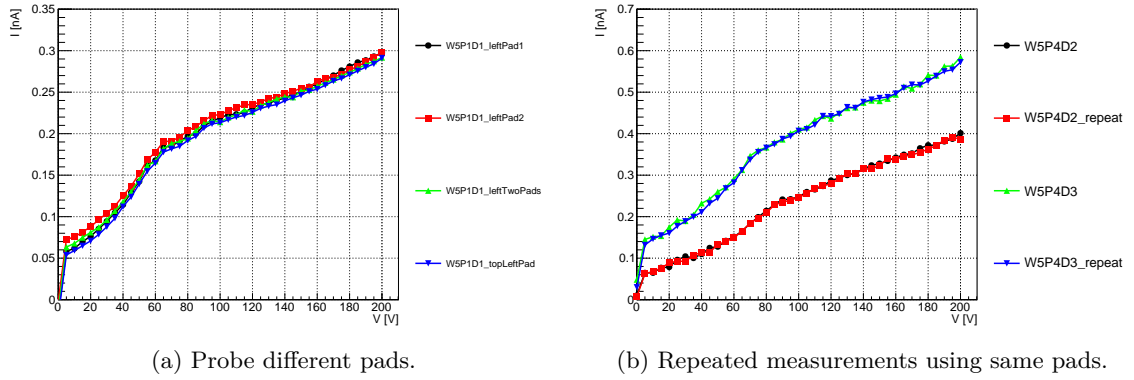 I [nA]
0.35
0.3
0.25
0.2
0.15
0.1
0.05
0
0 20 40 60 80 100 120 140 160 180 200
V [V]
W5P1D1_leftPad1
W5P1D1_leftPad2
W5P1D1_leftTwoPads
W5P1D1_topLeftPad
(a) Probe different pads.
I [nA]
0.7
0.6
0.5
0.4
0.3
0.2
0.1
0
0 20 40 60 80 100 120 140 160 180 200
V [V]
W5P4D2
W5P4D2_repeat
W5P4D3
W5P4D3_repeat
(b) Repeated measurements using same pads.